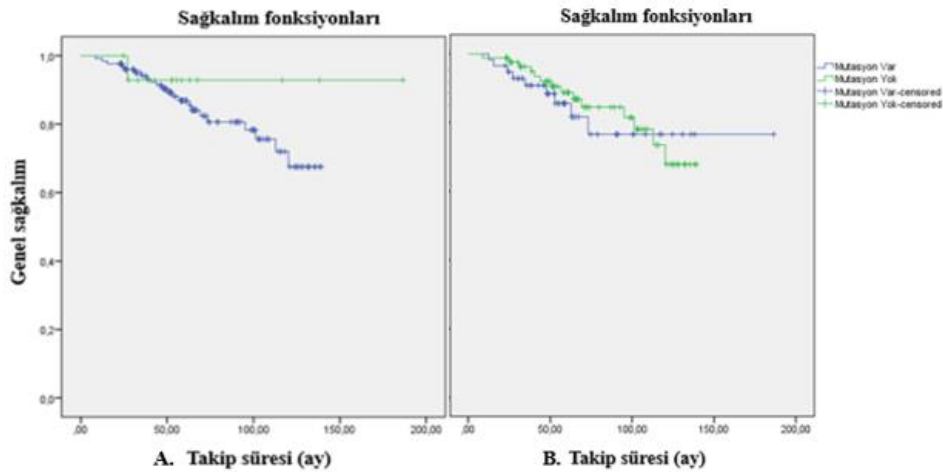 Sağkalım fonksiyonları
Genel sağkalım
1,0
0,8
0,6
0,4
0,2
0,0
,00 50,00 100,00 150,00 200,00
A. Takip süresi (ay)
Sağkalım fonksiyonları
,00 50,00 100,00 150,00 200,00
B. Takip süresi (ay)
Mutasyon Var
Mutasyon Yok
Mutasyon Var-censored
Mutasyon Yok-censored